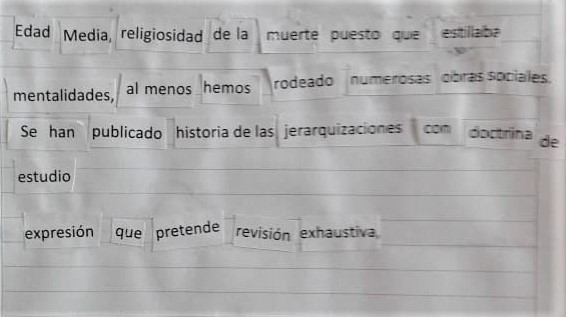 Edad Media, religiosidad de la muerte puesto que estilaba
mentalidades, al menos hemos rodeado numerosas obras sociales.
Se han publicado historia de las jerarquizaciones con doctrina de
estudio
expresión que pretende revisión exhaustiva.